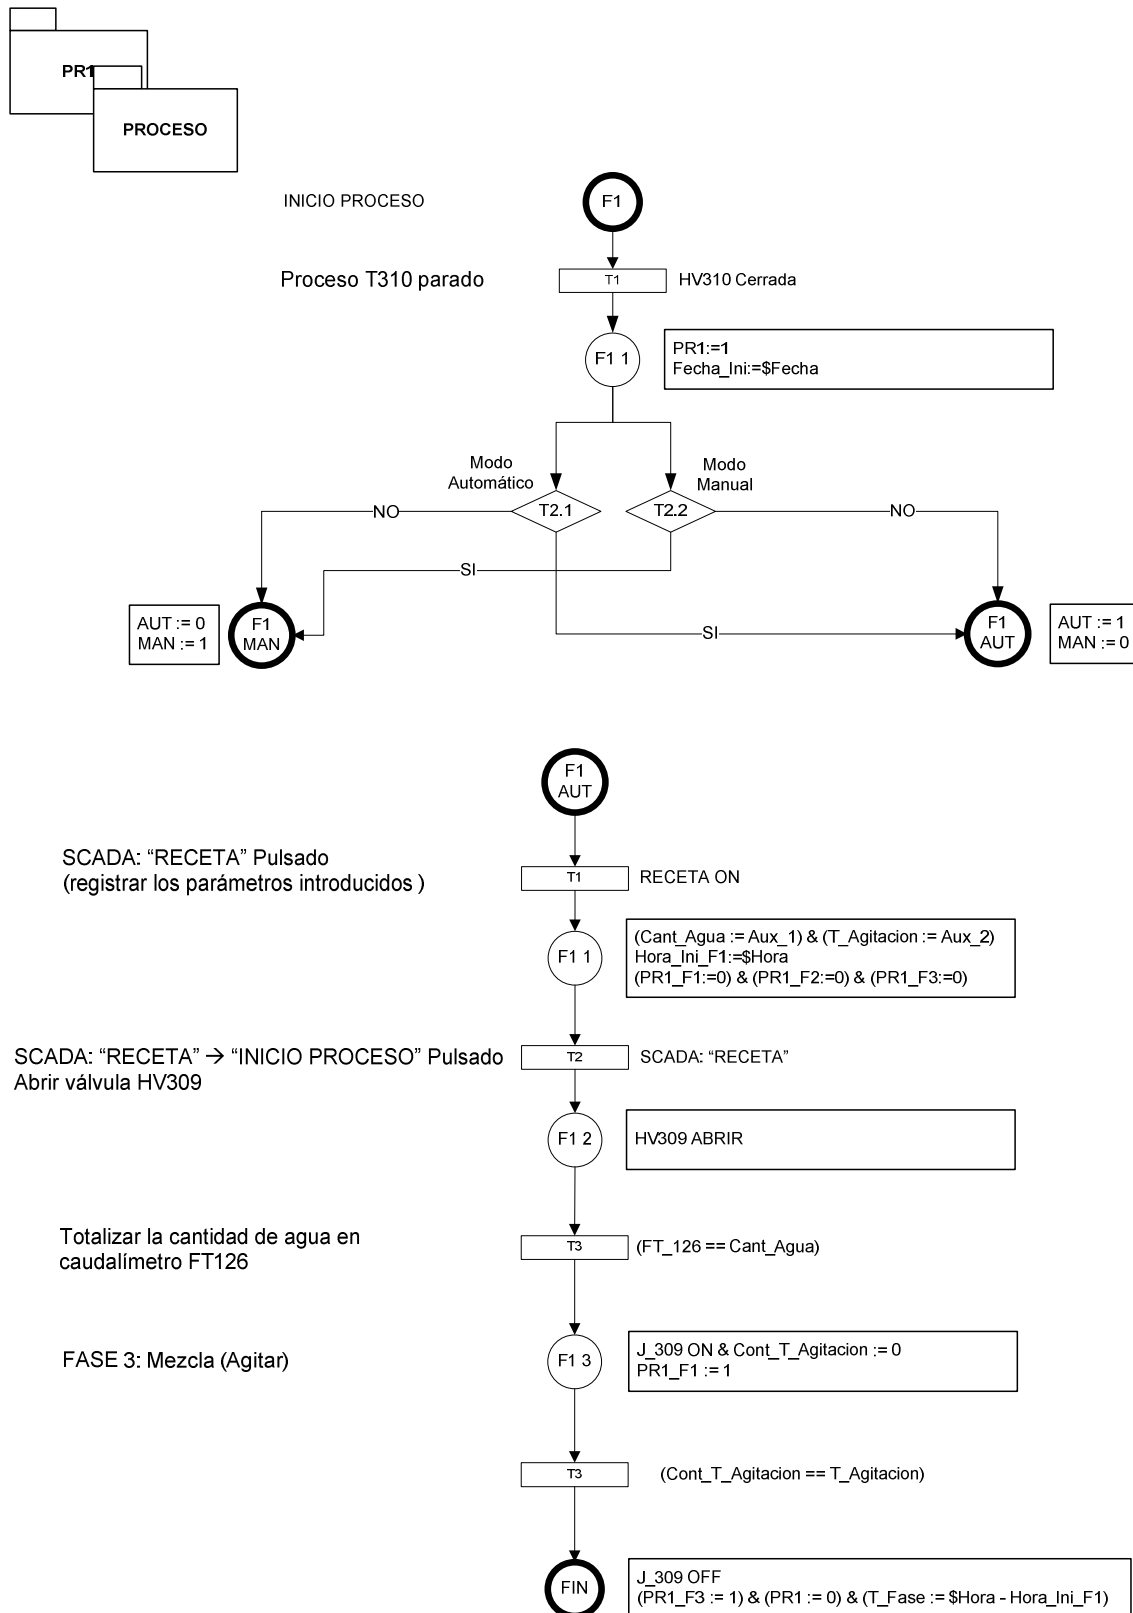 PR1
PROCESO
INICIO PROCESO
F1
Proceso T310 parado
T1
HV310 Cerrada
F1 1
PR1:=1
Fecha_Ini:=$Fecha
Modo
Automático
Modo
Manual
NO
T2.1
T2.2
NO
SI
AUT := 0
MAN := 1
F1
MAN
SI
F1
AUT
AUT := 1
MAN := 0
F1
AUT
SCADA: “RECETA” Pulsado
(registrar los parámetros introducidos )
T1
RECETA ON
F1 1
(Cant_Agua := Aux_1) & (T_Agitacion := Aux_2)
Hora_Ini_F1:=$Hora
(PR1_F1:=0) & (PR1_F2:=0) & (PR1_F3:=0)
SCADA: “RECETA” → “INICIO PROCESO” Pulsado
Abrir válvula HV309
T2
SCADA: “RECETA”
F1 2
HV309 ABRIR
Totalizar la cantidad de agua en
caudalímetro FT126
T3
(FT_126 == Cant_Agua)
FASE 3: Mezcla (Agitar)
F1 3
J_309 ON & Cont_T_Agitacion := 0
PR1_F1 := 1
T3
(Cont_T_Agitacion == T_Agitacion)
FIN
J_309 OFF
(PR1_F3 := 1) & (PR1 := 0) & (T_Fase := $Hora - Hora_Ini_F1)